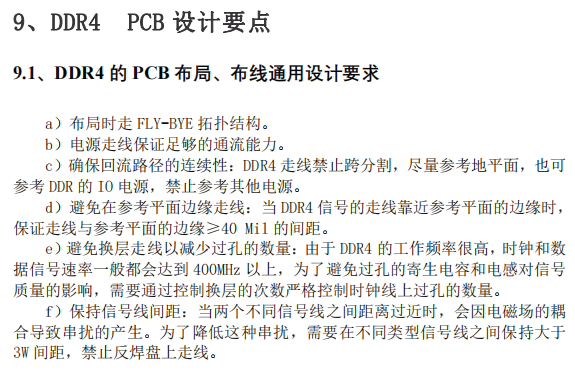 9、DDR4 PCB 设计要点
9.1、DDR4 的 PCB 布局、布线通用设计要求
a）布局时走 FLY-BYE 拓扑结构。
b）电源走线保证足够的通流能力。
c）确保回流路径的连续性：DDR4 走线禁止跨分割，尽量参考地平面，也可
参考 DDR 的 IO 电源，禁止参考其他电源。
d）避免在参考平面边缘走线：当 DDR4 信号的走线靠近参考平面的边缘时，
保证走线与参考平面的边缘≥40 Mil 的间距。
e）避免换层走线以减少过孔的数量：由于 DDR4 的工作频率很高，时钟和数
据信号速率一般都会达到 400MHz 以上，为了避免过孔的寄生电容和电感对信号
质量的影响，需要通过控制换层的次数严格控制时钟线上过孔的数量。
f）保持信号线间距：当两个不同信号线之间距离过近时，会因电磁场的耦
合导致串扰的产生。为了降低这种串扰，需要在不同类型信号线之间保持大于
3W 间距，禁止反焊盘上走线。